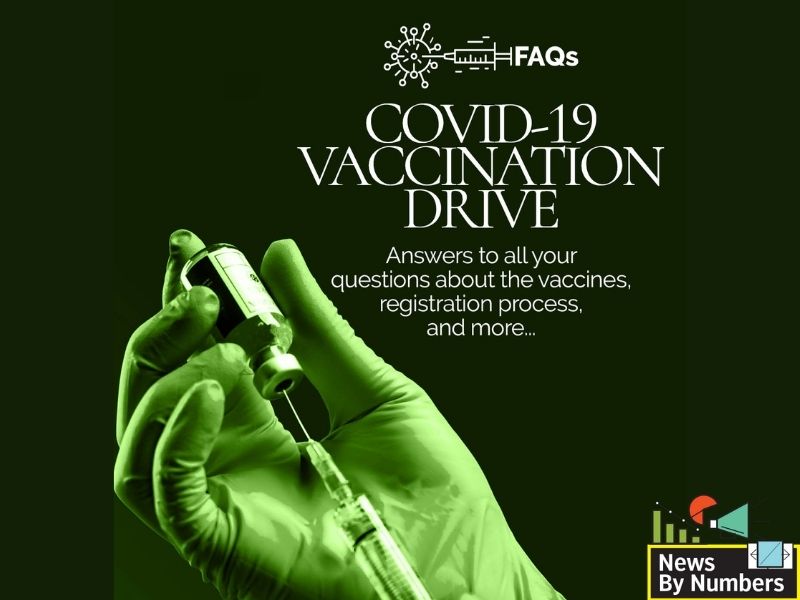 FAQs
COVID-19
VACCINATION
DRIVE
Answers to all your
questions about the vaccines,
registration process,
and more...
News
By Numbers